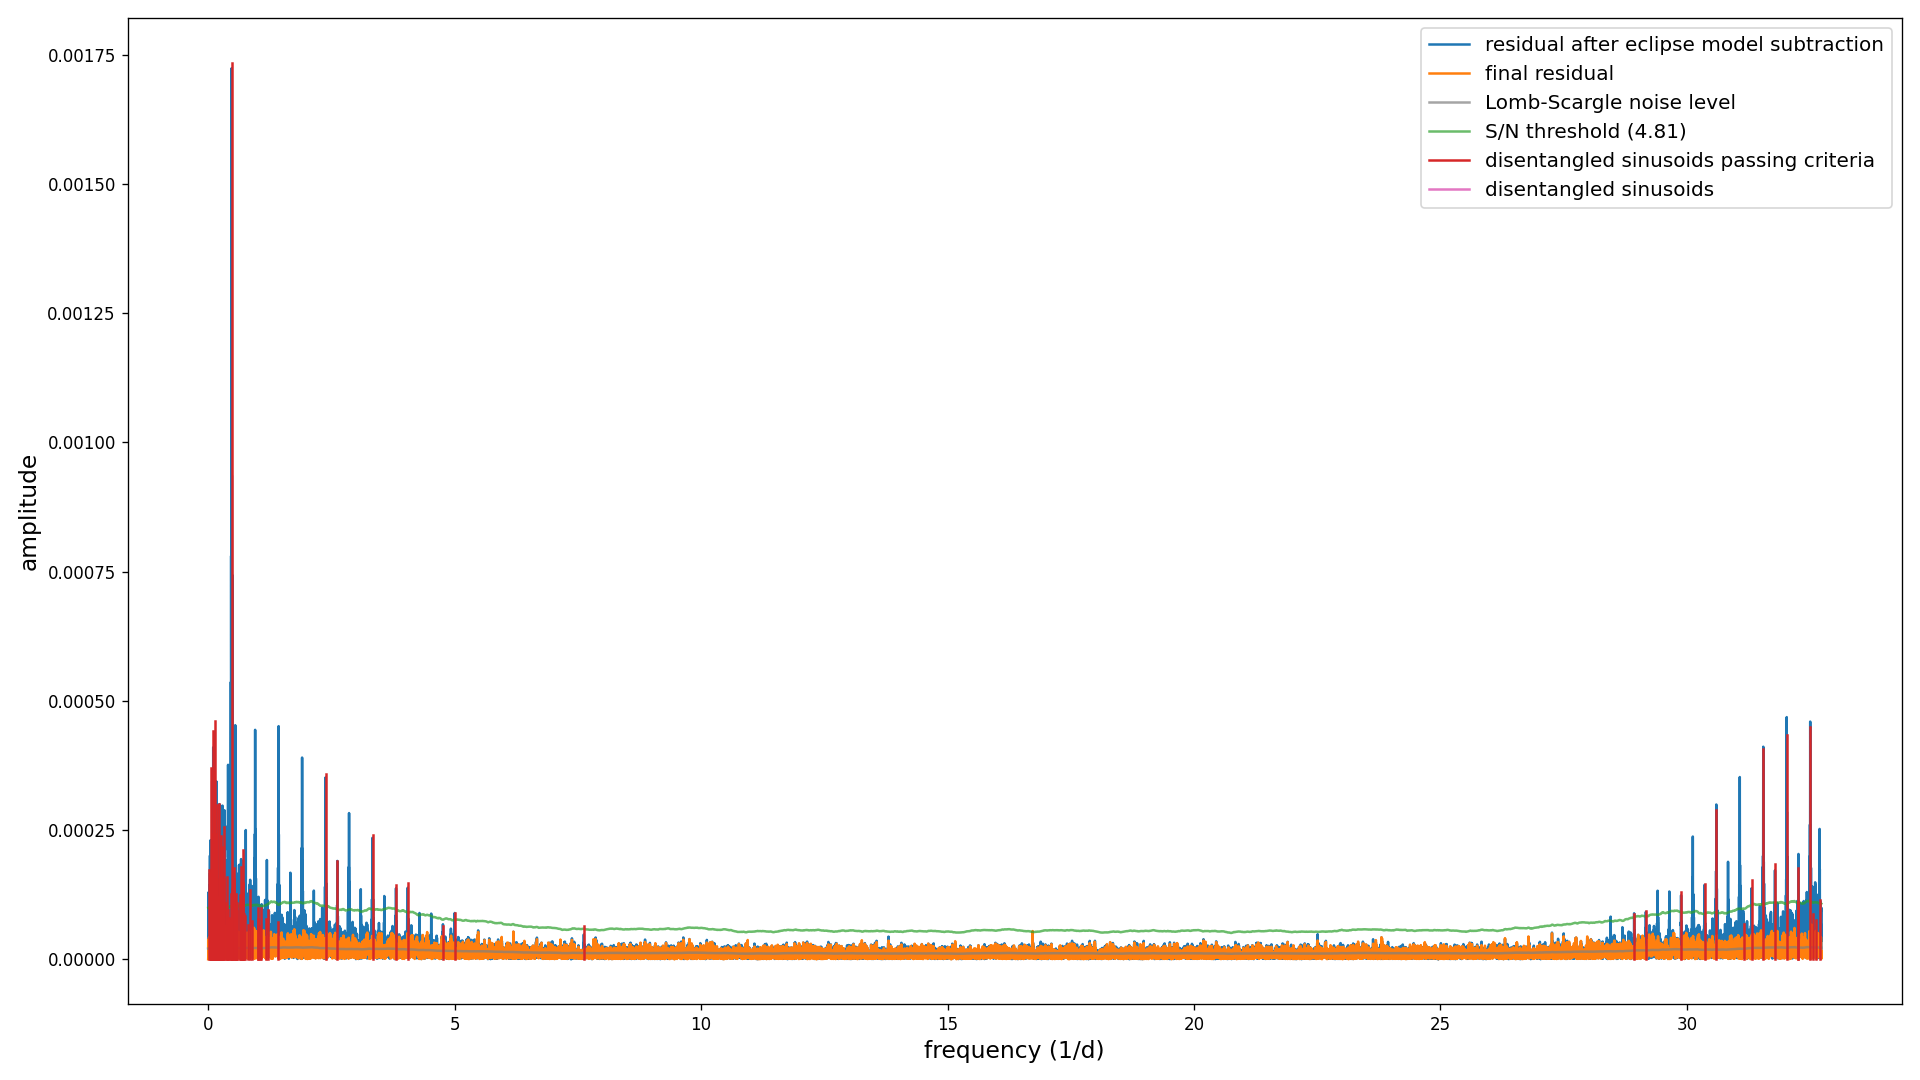 residual after eclipse model subtraction
final residual
Lomb-Scargle noise level
S/N threshold (4.81)
disentangled sinusoids passing criteria
disentangled sinusoids
amplitude
0.00175
0.00150
0.00125
0.00100
0.00075
0.00050
0.00025
0.00000
0 5 10 15 20 25 30
frequency (1/d)